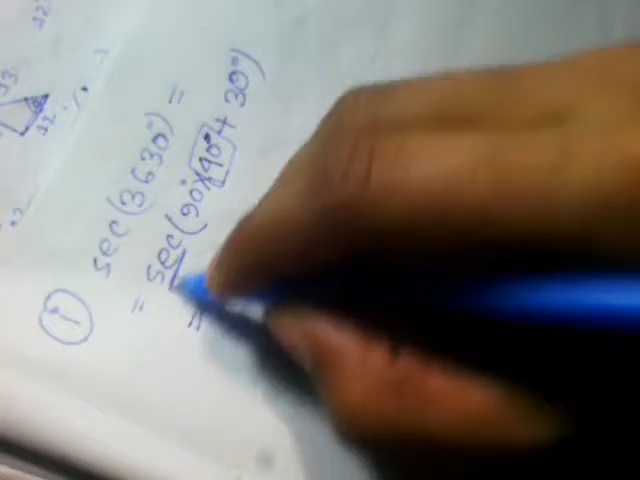 ① sec(3630°) =
= sec(90°×40°+30°)
=